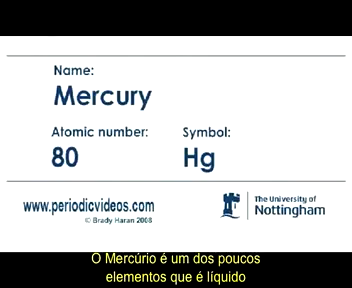 Name:
Mercury
Atomic number:
80
Symbol:
Hg
www.periodicvideos.com
© Brady Haran 2008
The University of
Nottingham
O Mercúrio é um dos poucos
elementos que é líquido